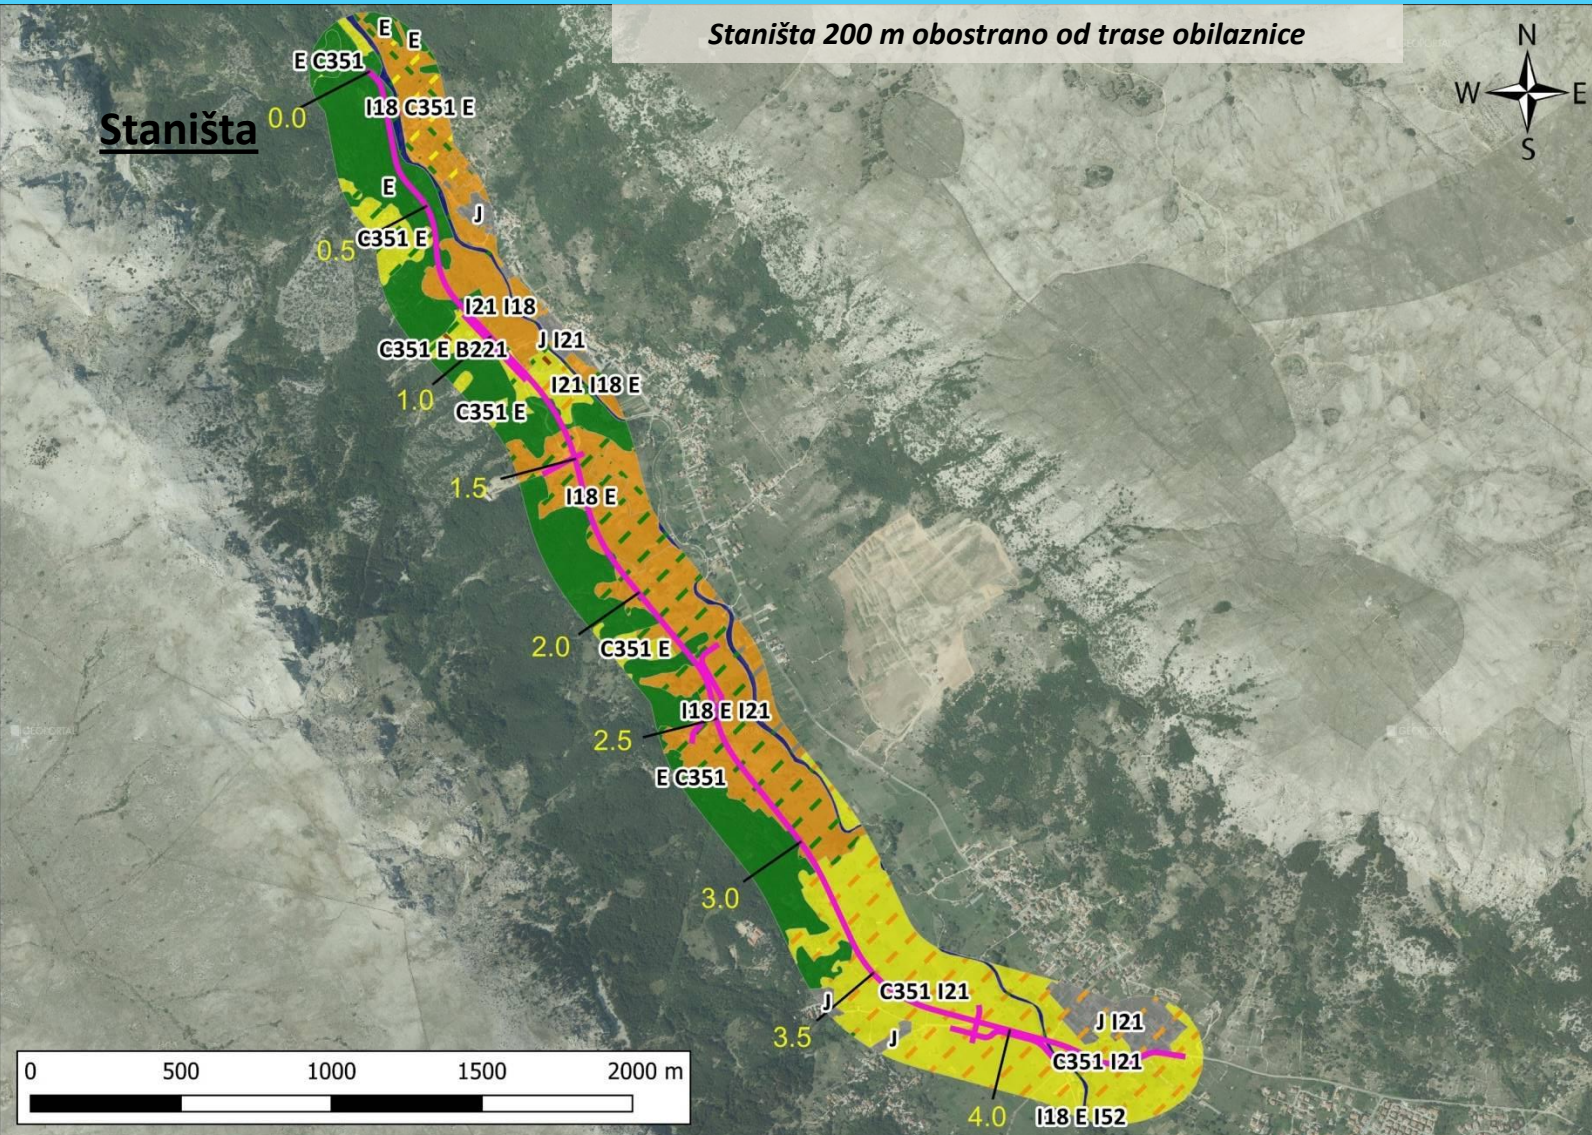 Staništa 200 m obostrano od trase obilaznice
N
W E
S
Staništa
E
E
E C351
0.0
I18 C351 E
E
J
C351 E
0.5
I21 I18
J I21
C351 E B221
I21 I18 E
1.0
C351 E
1.5
I18 E
2.0
C351 E
I18 E I21
2.5
E C351
3.0
C351 I21
J
J I21
3.5
J
C351 I21
4.0
I18 E I52
0 500 1000 1500 2000 m